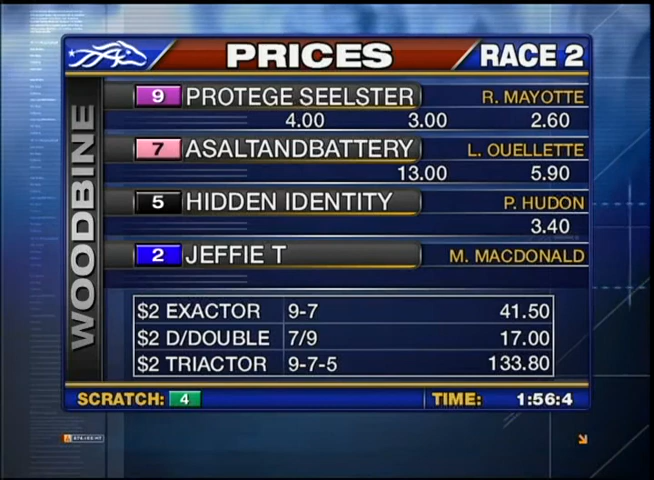 PRICES
RACE 2
WOODBINE
9 PROTEGE SEELSTER R. MAYOTTE
4.00 3.00 2.60
7 ASALTANDBATTERY L. OUELLETTE
13.00 5.90
5 HIDDEN IDENTITY P. HUDON
3.40
2 JEFFIE T M. MACDONALD
$2 EXACTOR 9-7 41.50
$2 D/DOUBLE 7/9 17.00
$2 TRIACTOR 9-7-5 133.80
SCRATCH: 4 TIME: 1:56:4